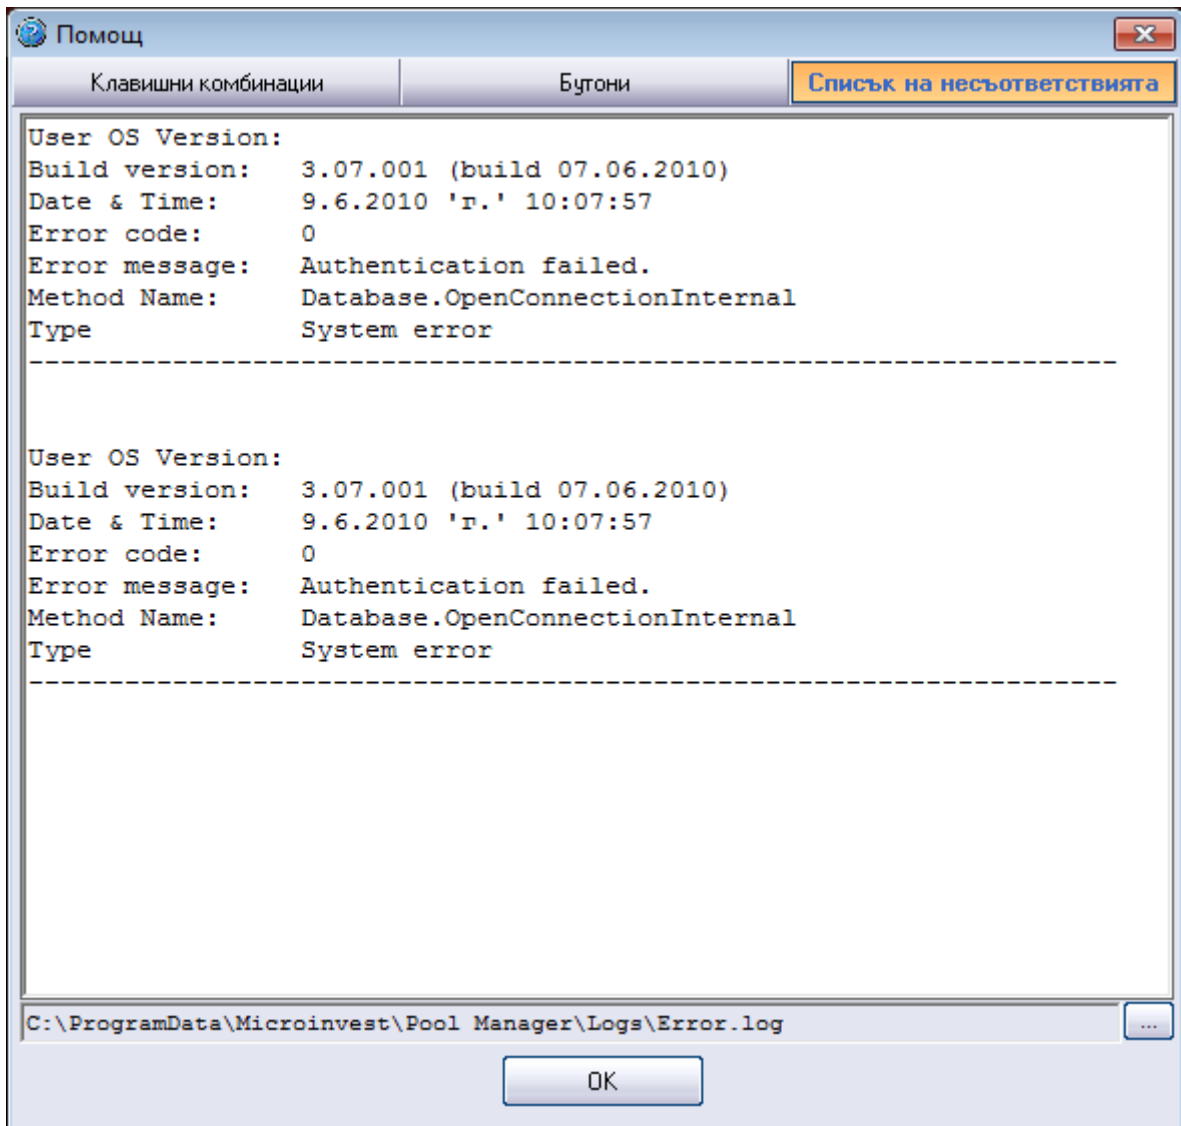 Помощ
Клавишни комбинации Бутони Списък на несъответствията
User OS Version:
Build version: 3.07.001 (build 07.06.2010)
Date & Time: 9.6.2010 'г.' 10:07:57
Error code: 0
Error message: Authentication failed.
Method Name: Database.OpenConnectionInternal
Type System error
--------------------------------------------------------------------
User OS Version:
Build version: 3.07.001 (build 07.06.2010)
Date & Time: 9.6.2010 'г.' 10:07:57
Error code: 0
Error message: Authentication failed.
Method Name: Database.OpenConnectionInternal
Type System error
--------------------------------------------------------------------
C:\ProgramData\Microinvest\Pool Manager\Logs\Error.log ...
OK